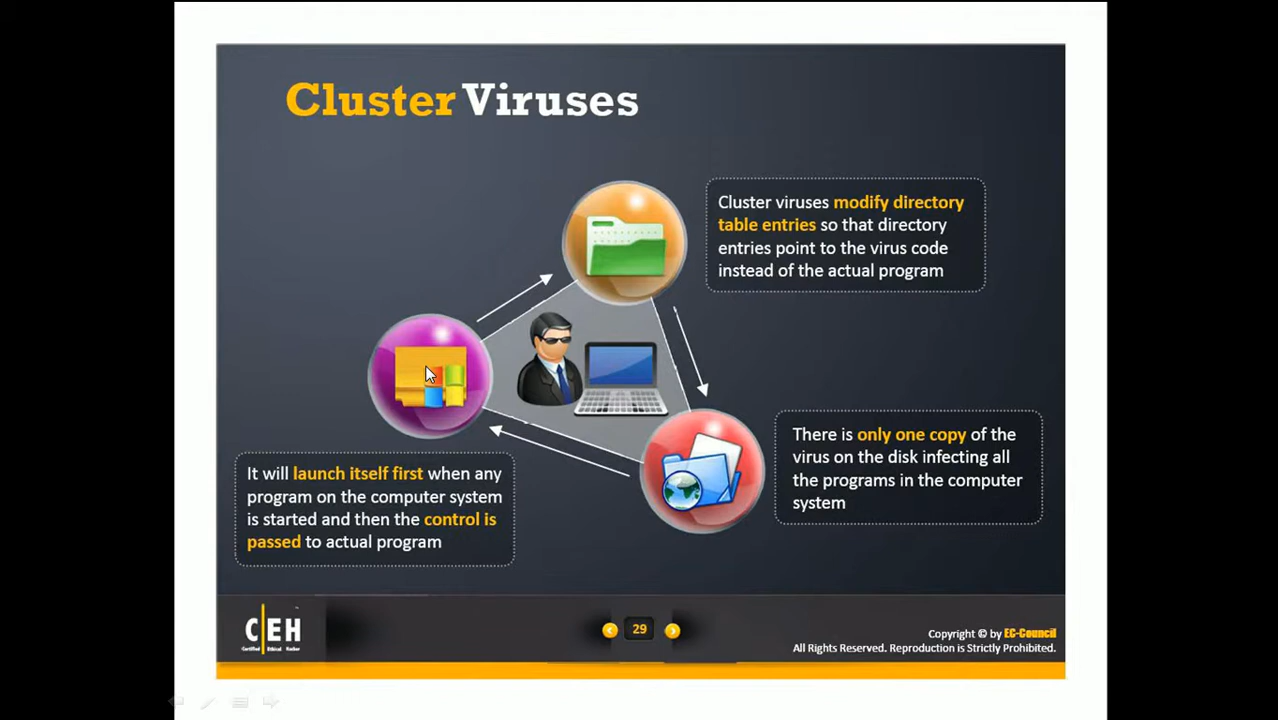 Cluster Viruses
Cluster viruses modify directory
table entries so that directory
entries point to the virus code
instead of the actual program
There is only one copy of the
virus on the disk infecting all
the programs in the computer
system
It will launch itself first when any
program on the computer system
is started and then the control is
passed to actual program
CEH
Certified Ethical Hacker
29
Copyright © by EC-Council
All Rights Reserved. Reproduction is Strictly Prohibited.